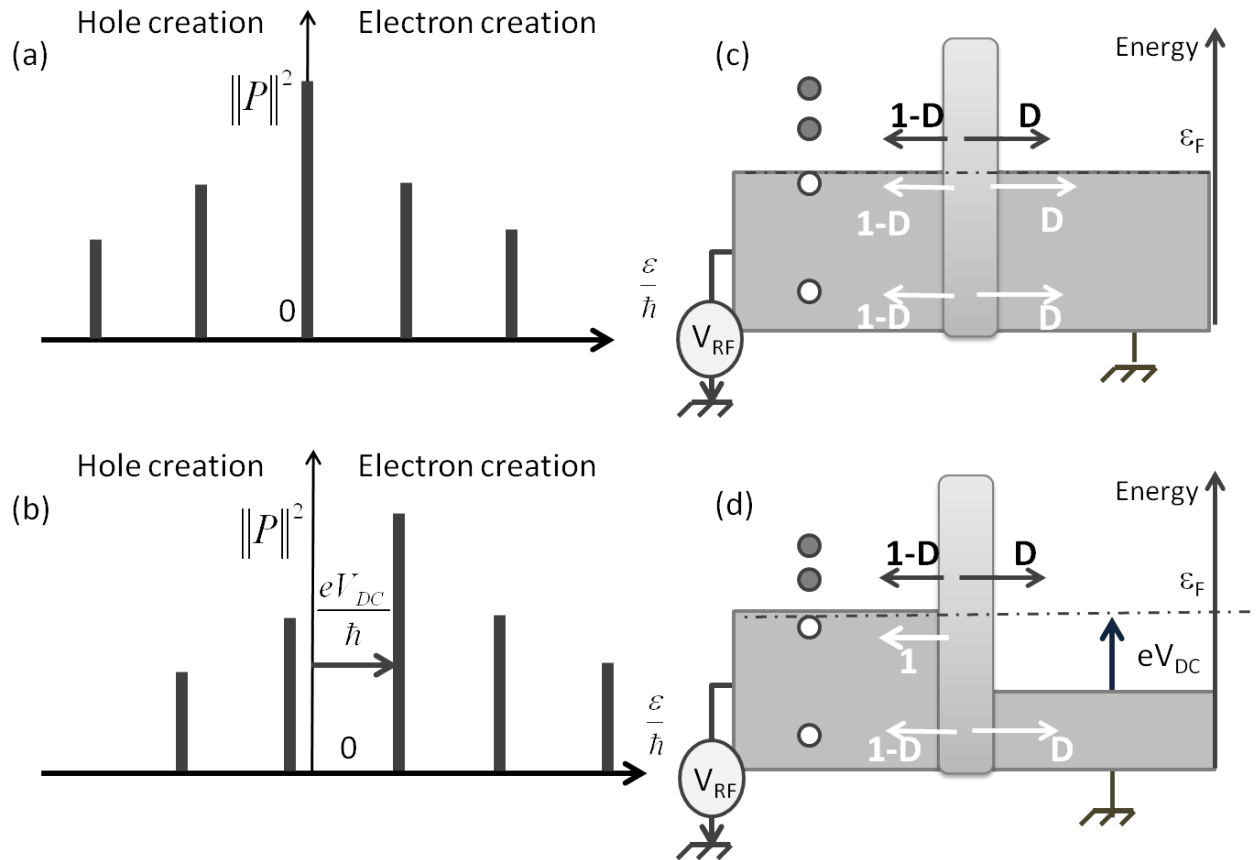 (a)
Hole creation
Electron creation
‖P‖²
0
ε/ħ
(c)
Energy
1-D
D
ε_F
1-D
D
1-D
D
V_RF
(b)
Hole creation
Electron creation
‖P‖²
eV_DC/ħ
0
ε/ħ
(d)
Energy
1-D
D
ε_F
1
eV_DC
1-D
D
V_RF